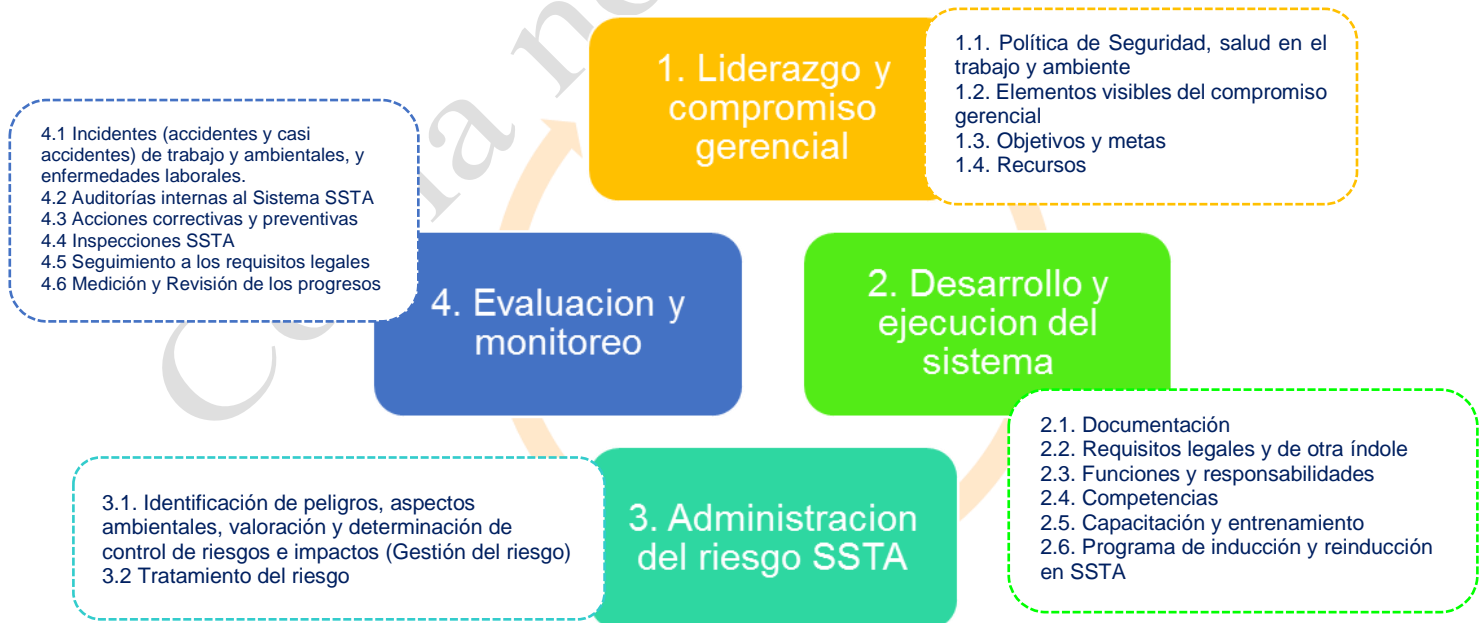 1. Liderazgo y
compromiso
gerencial
1.1. Política de Seguridad, salud en el
trabajo y ambiente
1.2. Elementos visibles del compromiso
gerencial
1.3. Objetivos y metas
1.4. Recursos
2. Desarrollo y
ejecucion del
sistema
2.1. Documentación
2.2. Requisitos legales y de otra índole
2.3. Funciones y responsabilidades
2.4. Competencias
2.5. Capacitación y entrenamiento
2.6. Programa de inducción y reinducción
en SSTA
3. Administracion
del riesgo SSTA
3.1. Identificación de peligros, aspectos
ambientales, valoración y determinación de
control de riesgos e impactos (Gestión del riesgo)
3.2 Tratamiento del riesgo
4. Evaluacion y
monitoreo
4.1 Incidentes (accidentes y casi
accidentes) de trabajo y ambientales, y
enfermedades laborales.
4.2 Auditorías internas al Sistema SSTA
4.3 Acciones correctivas y preventivas
4.4 Inspecciones SSTA
4.5 Seguimiento a los requisitos legales
4.6 Medición y Revisión de los progresos